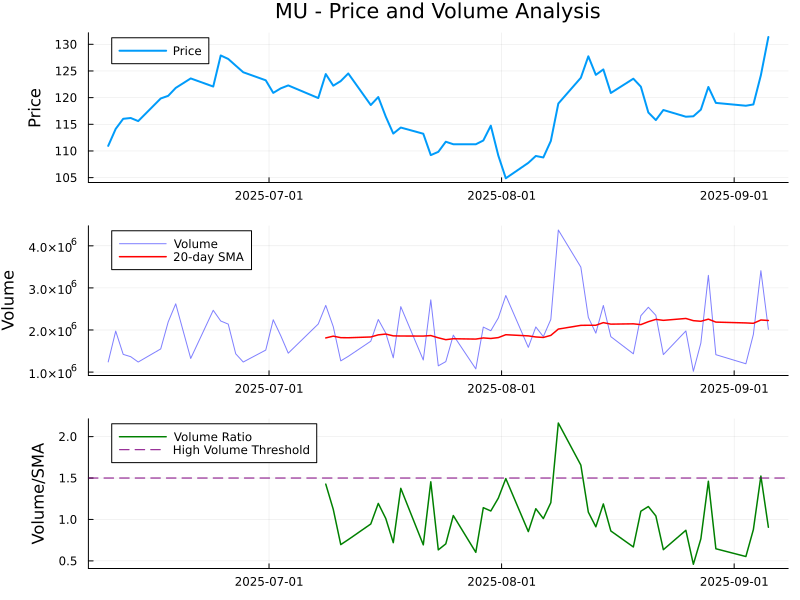 MU - Price and Volume Analysis
Price
130
125
120
115
110
105
Price
2025-07-01 2025-08-01 2025-09-01
Volume
4.0×10⁶
3.0×10⁶
2.0×10⁶
1.0×10⁶
Volume
20-day SMA
2025-07-01 2025-08-01 2025-09-01
Volume/SMA
2.0
1.5
1.0
0.5
Volume Ratio
High Volume Threshold
2025-07-01 2025-08-01 2025-09-01